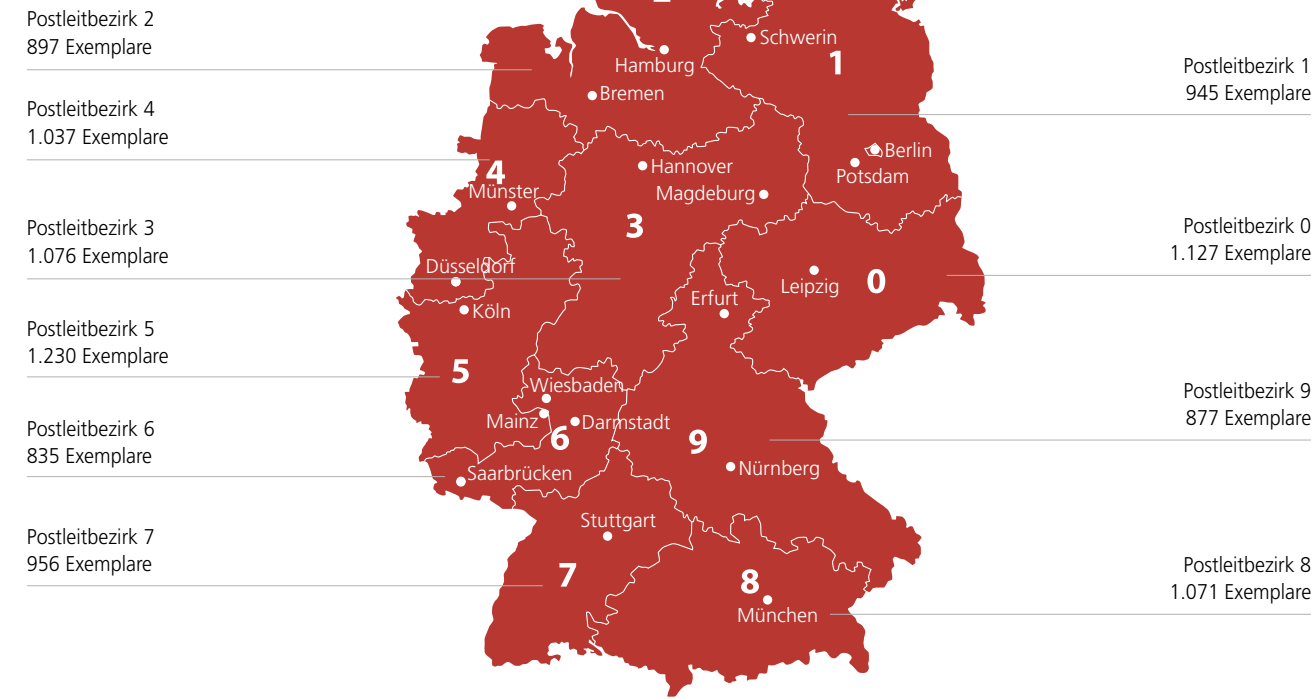 Postleitbezirk 2
897 Exemplare
Postleitbezirk 4
1.037 Exemplare
Postleitbezirk 3
1.076 Exemplare
Postleitbezirk 5
1.230 Exemplare
Postleitbezirk 6
835 Exemplare
Postleitbezirk 7
956 Exemplare
Schwerin
1
Hamburg
Bremen
Berlin
Potsdam
Hannover
Magdeburg
4
Münster
3
Düsseldorf
Leipzig
0
Erfurt
Köln
5
Wiesbaden
Mainz
Darmstadt
6
9
Nürnberg
Saarbrücken
Stuttgart
7
8
München
Postleitbezirk 1
945 Exemplare
Postleitbezirk 0
1.127 Exemplare
Postleitbezirk 9
877 Exemplare
Postleitbezirk 8
1.071 Exemplare